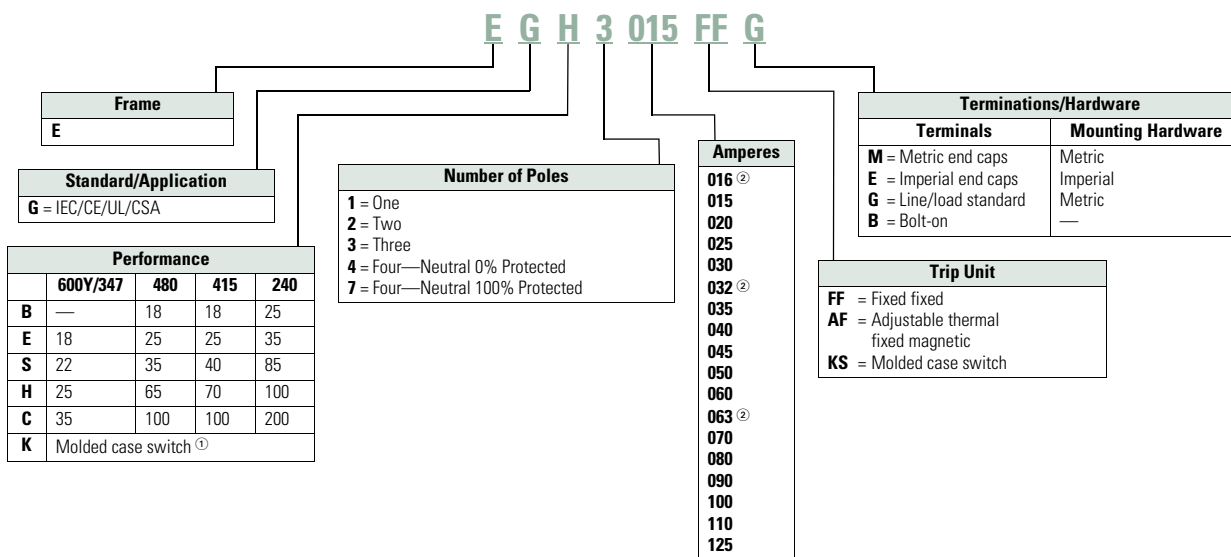 E G H 3 015 FF G
Frame
E
Standard/Application
G = IEC/CE/UL/CSA
Performance
600Y/347 480 415 240
B — 18 18 25
E 18 25 25 35
S 22 35 40 85
H 25 65 70 100
C 35 100 100 200
K Molded case switch ①
Number of Poles
1 = One
2 = Two
3 = Three
4 = Four—Neutral 0% Protected
7 = Four—Neutral 100% Protected
Amperes
016 ②
015
020
025
030
032 ②
035
040
045
050
060
063 ②
070
080
090
100
110
125
Trip Unit
FF = Fixed fixed
AF = Adjustable thermal
fixed magnetic
KS = Molded case switch
Terminations/Hardware
Terminals Mounting Hardware
M = Metric end caps Metric
E = Imperial end caps Imperial
G = Line/load standard Metric
B = Bolt-on —